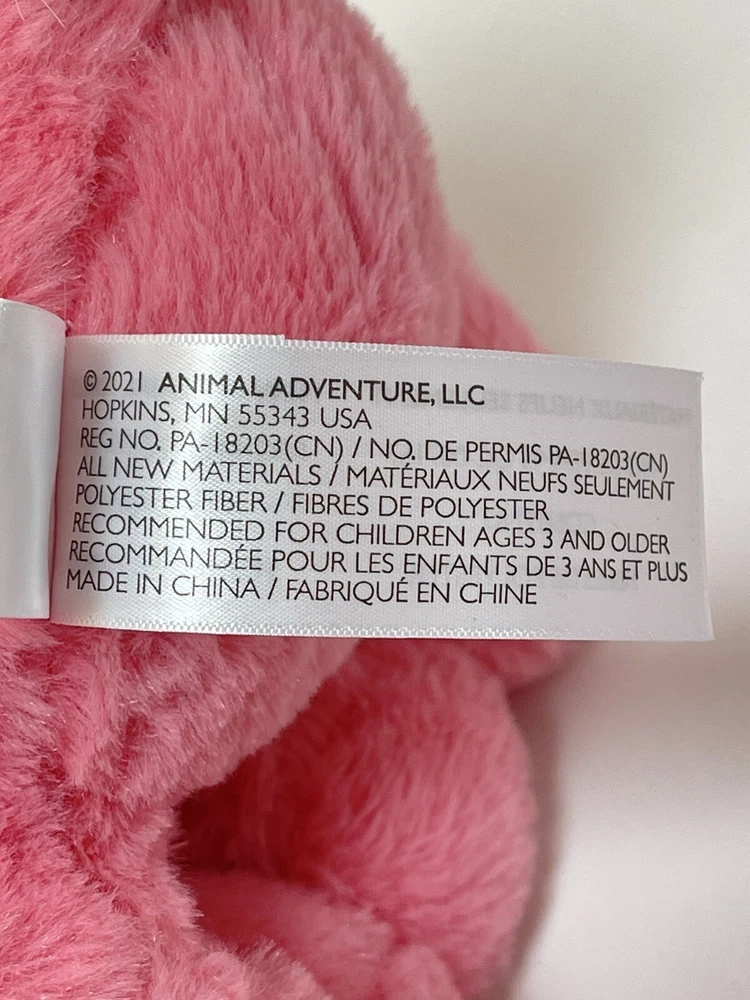 © 2021 ANIMAL ADVENTURE, LLC
HOPKINS, MN 55343 USA
REG NO. PA-18203(CN) / NO. DE PERMIS PA-18203(CN)
ALL NEW MATERIALS / MATÉRIAUX NEUFS SEULEMENT
POLYESTER FIBER / FIBRES DE POLYESTER
RECOMMENDED FOR CHILDREN AGES 3 AND OLDER
RECOMMANDÉE POUR LES ENFANTS DE 3 ANS ET PLUS
MADE IN CHINA / FABRIQUÉ EN CHINE